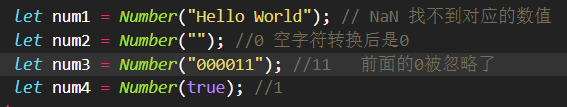 let num1 = Number("Hello World"); // NaN 找不到对应的数值
let num2 = Number(""); //0 空字符转换后是0
let num3 = Number("000011"); //11   前面的0被忽略了
let num4 = Number(true); //1